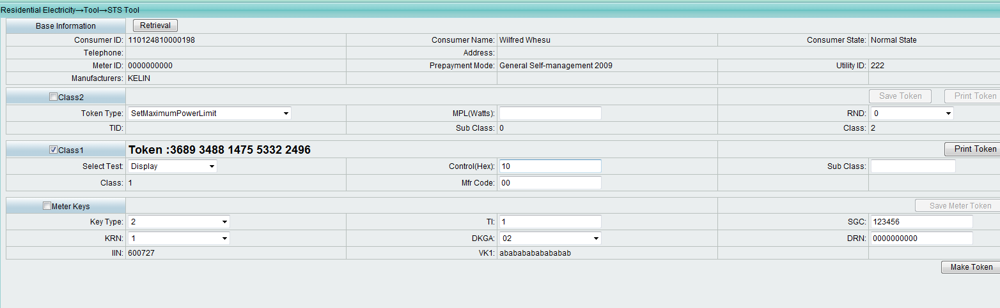 Residential Electricity→Tool→STS Tool
Base Information Retrieval
Consumer ID: 110124810000198 Consumer Name: Wilfred Whesu Consumer State: Normal State
Telephone: Address:
Meter ID: 0000000000 Prepayment Mode: General Self-management 2009 Utility ID: 222
Manufacturers: KELIN
Class2 Save Token Print Token
Token Type: SetMaximumPowerLimit MPL(Watts): RND: 0
TID: Sub Class: 0 Class: 2
Class1 Token :3689 3488 1475 5332 2496 Print Token
Select Test: Display Control(Hex): 10 Sub Class:
Class: 1 Mfr Code: 00
Meter Keys Save Meter Token
Key Type: 2 TI: 1 SGC: 123456
KRN: 1 DKGA: 02 DRN: 0000000000
IIN: 600727 VK1: abababababababab
Make Token